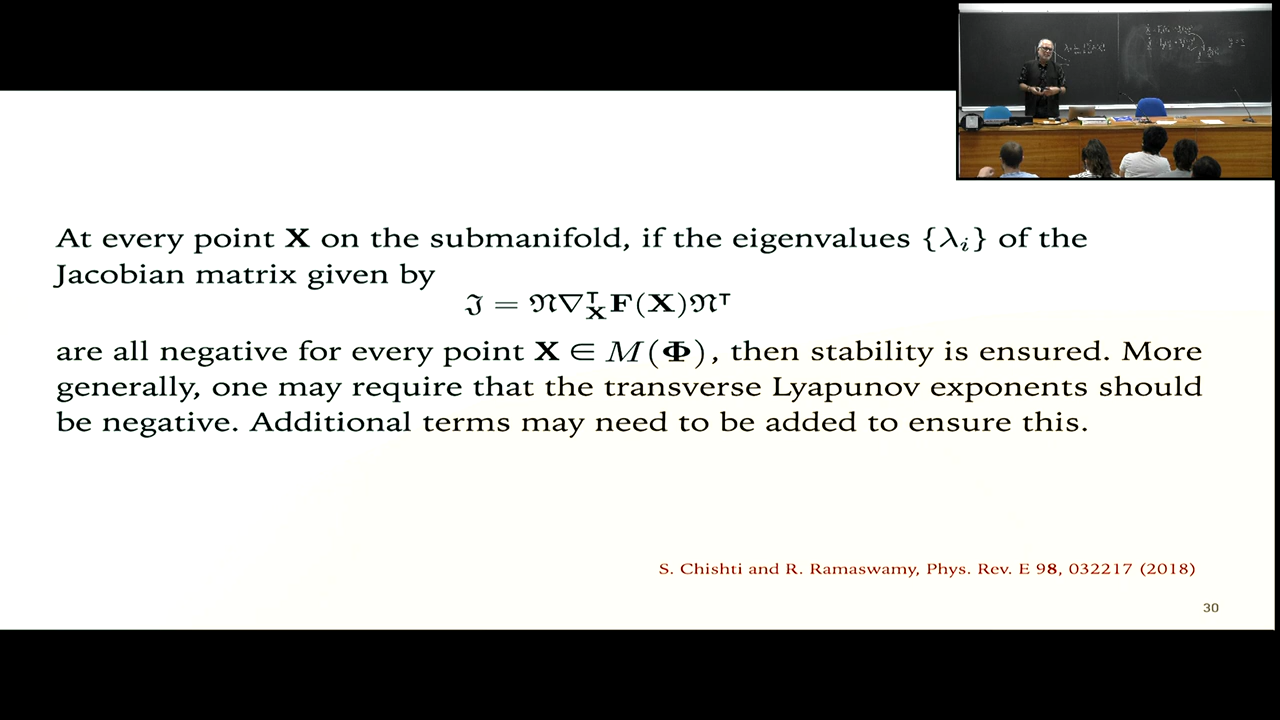 At every point X on the submanifold, if the eigenvalues {λᵢ} of the
Jacobian matrix given by
𝔍 = 𝔑∇ᵀ_X F(X)𝔑ᵀ
are all negative for every point X ∈ M(Φ), then stability is ensured. More
generally, one may require that the transverse Lyapunov exponents should
be negative. Additional terms may need to be added to ensure this.
S. Chishti and R. Ramaswamy, Phys. Rev. E 98, 032217 (2018)
30